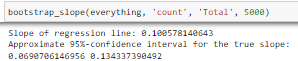 bootstrap_slope(everything, 'count', 'Total', 5000)
Slope of regression line: 0.100578140643
Approximate 95%-confidence interval for the true slope:
0.0690706146956 0.134337390492